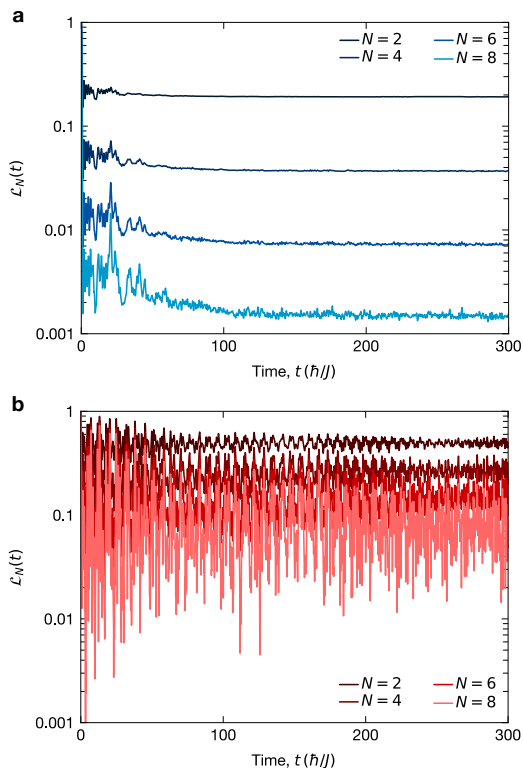 a
1
N = 2
N = 6
N = 4
N = 8
0.1
ℒN(t)
0.01
0.001
0
100
200
300
Time, t (ħ/J)
b
1
0.1
ℒN(t)
0.01
N = 2
N = 6
N = 4
N = 8
0.001
0
100
200
300
Time, t (ħ/J)